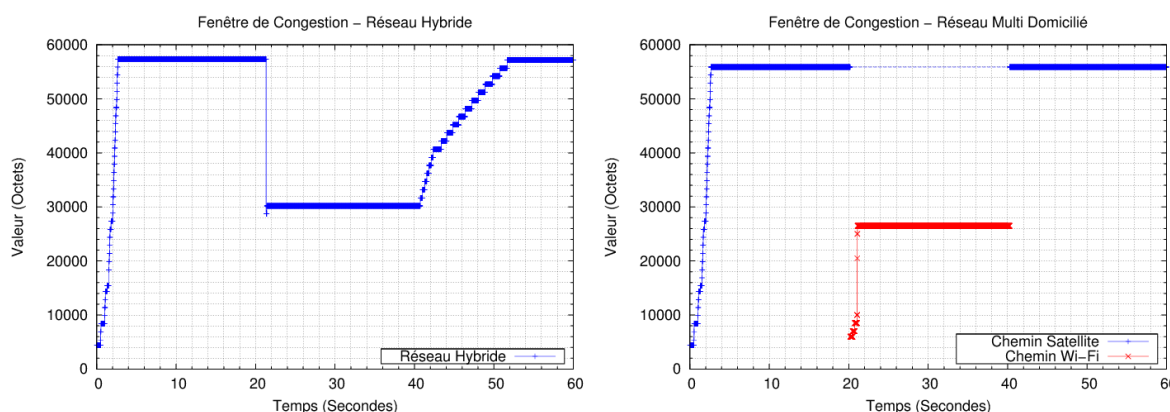 Fenêtre de Congestion – Réseau Hybride
60000
50000
40000
30000
20000
10000
0
Valeur (Octets)
Réseau Hybride
0 10 20 30 40 50 60
Temps (Secondes)
Fenêtre de Congestion – Réseau Multi Domicilié
60000
50000
40000
30000
20000
10000
0
Valeur (Octets)
Chemin Satellite
Chemin Wi–Fi
0 10 20 30 40 50 60
Temps (Secondes)